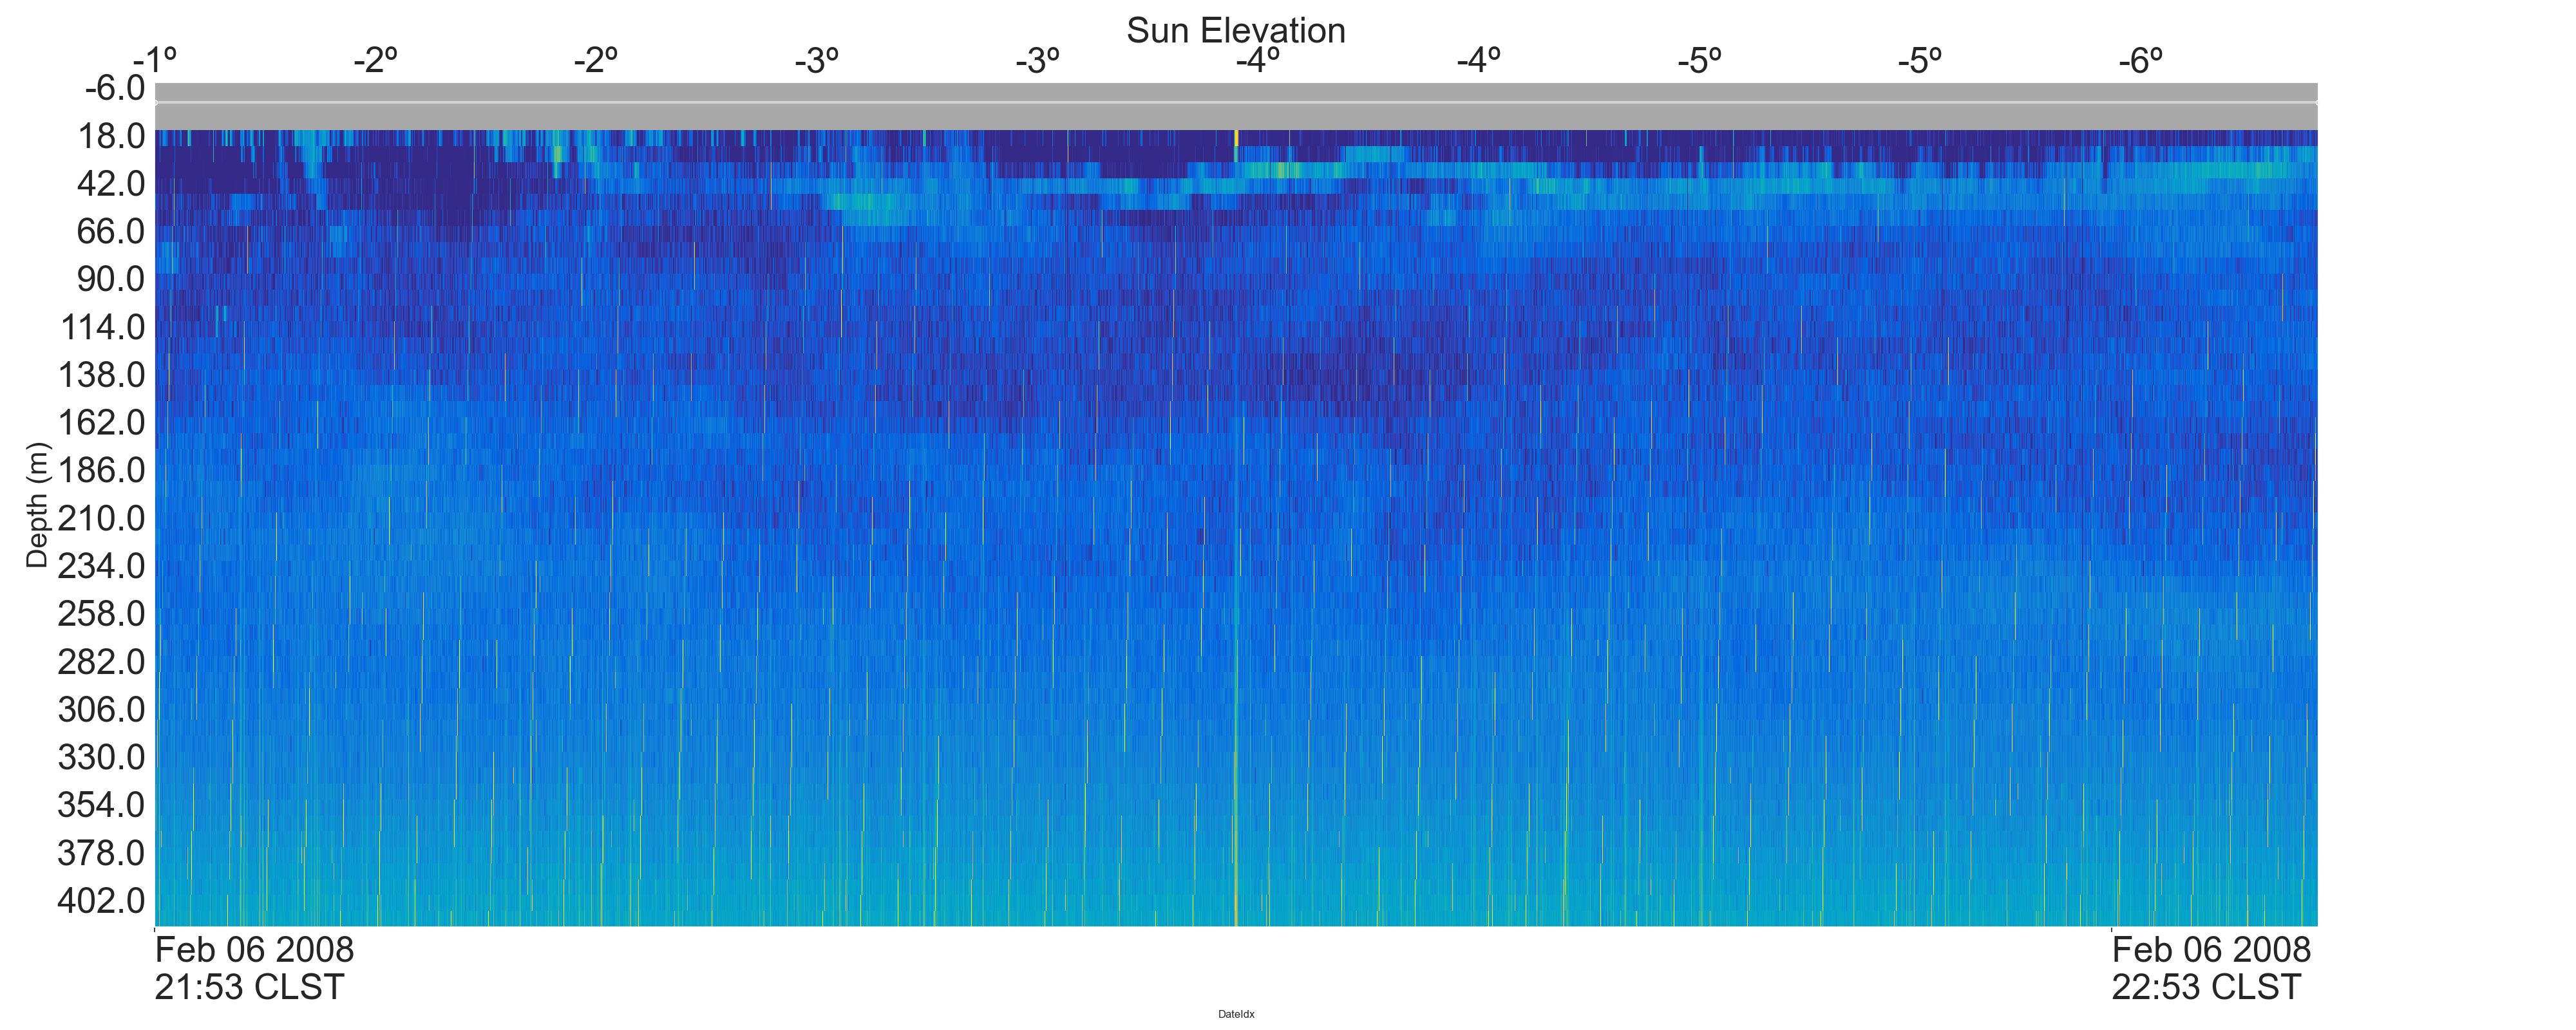 Sun Elevation
-1º -2º -2º -3º -3º -4º -4º -5º -5º -6º
-6.0
18.0
42.0
66.0
90.0
114.0
138.0
162.0
186.0
210.0
234.0
258.0
282.0
306.0
330.0
354.0
378.0
402.0
Depth (m)
Feb 06 2008
21:53 CLST
Feb 06 2008
22:53 CLST
DateIdx